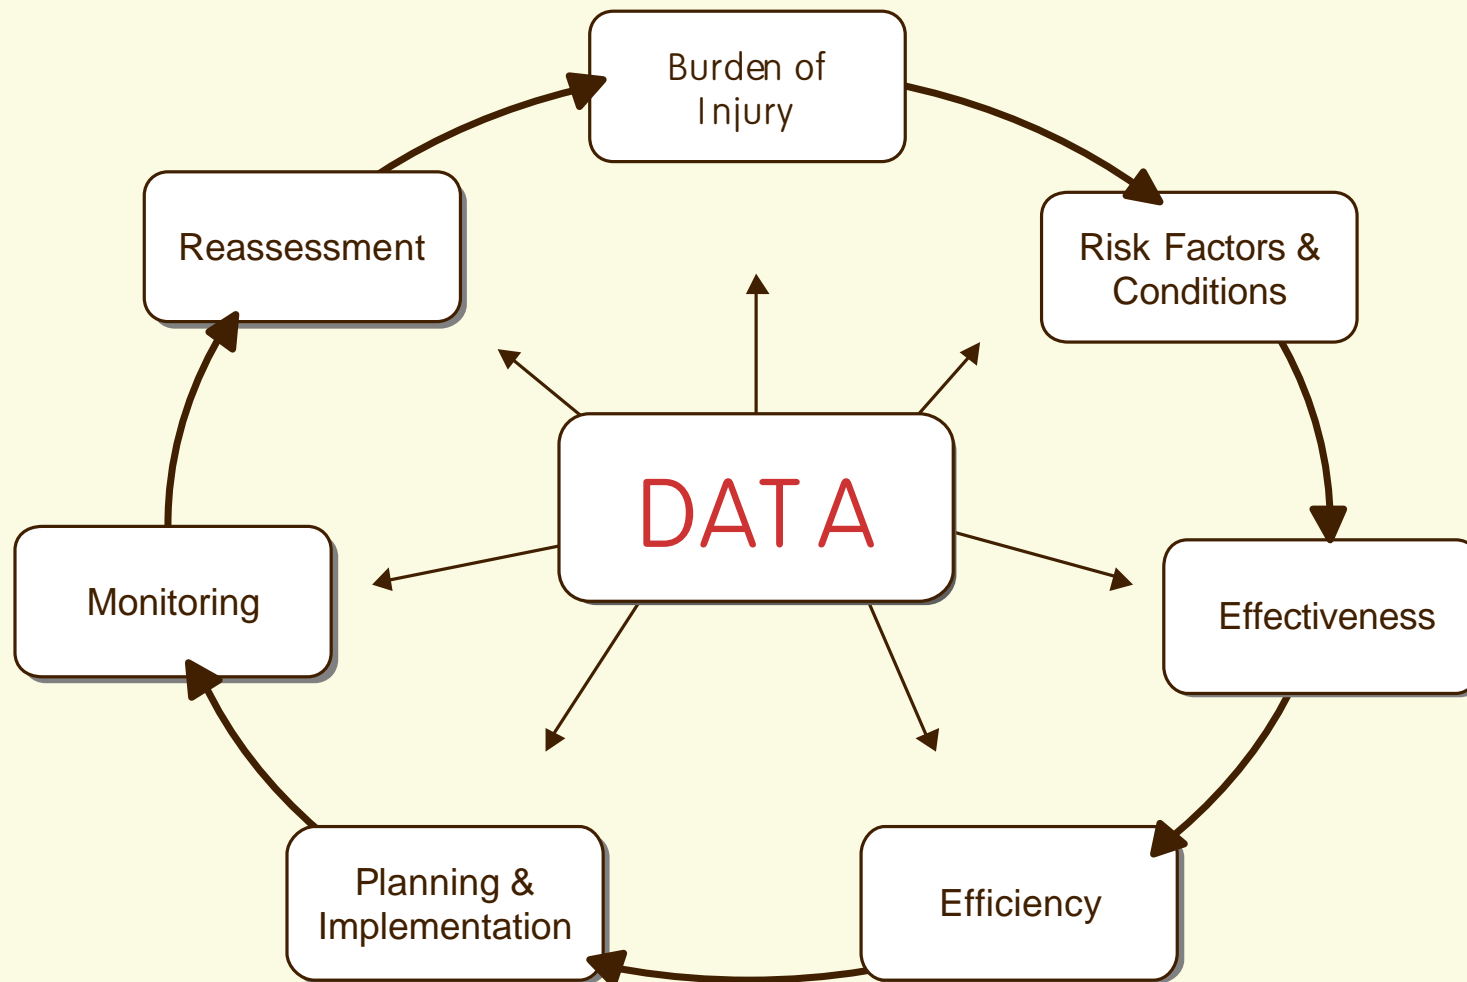 Burden of
Injury
Reassessment
Risk Factors &
Conditions
DATA
Monitoring
Effectiveness
Planning &
Implementation
Efficiency